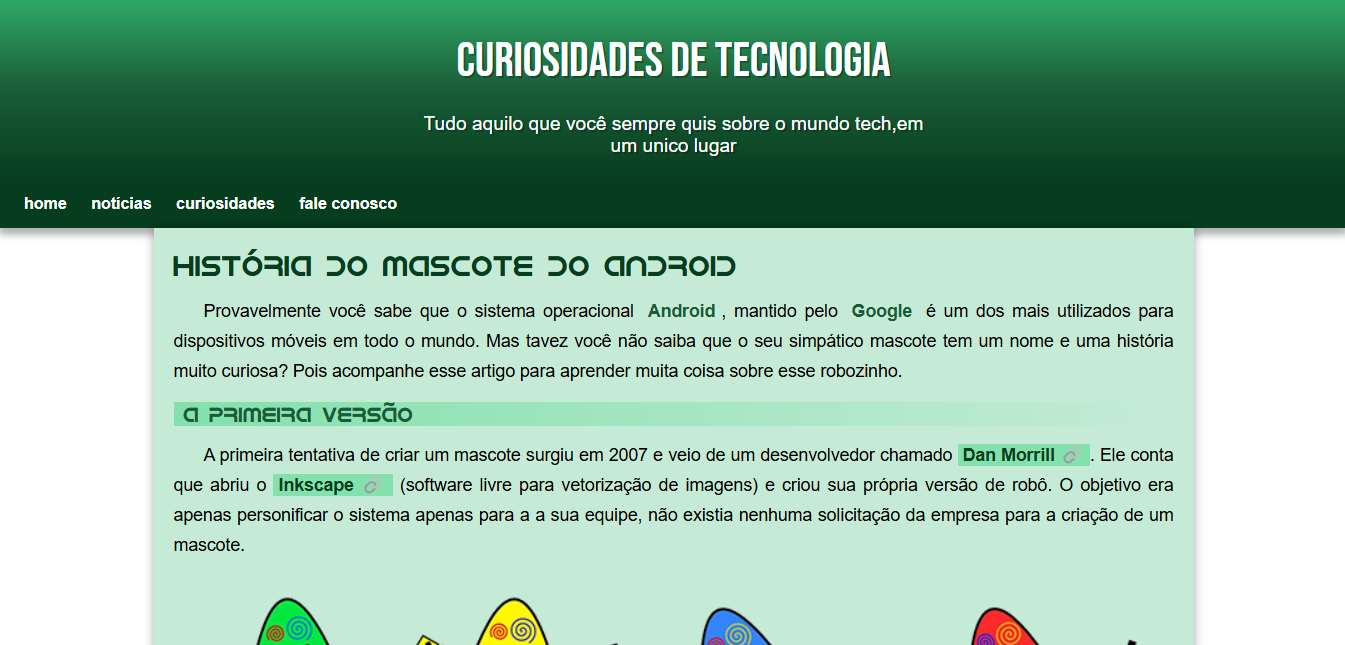 CURIOSIDADES DE TECNOLOGIA
Tudo aquilo que você sempre quis sobre o mundo tech,em
um unico lugar
home notícias curiosidades fale conosco
HISTÓRIA DO MASCOTE DO ANDROID
Provavelmente você sabe que o sistema operacional Android , mantido pelo Google é um dos mais utilizados para
dispositivos móveis em todo o mundo. Mas tavez você não saiba que o seu simpático mascote tem um nome e uma história
muito curiosa? Pois acompanhe esse artigo para aprender muita coisa sobre esse robozinho.
A PRIMEIRA VERSÃO
A primeira tentativa de criar um mascote surgiu em 2007 e veio de um desenvolvedor chamado Dan Morrill . Ele conta
que abriu o Inkscape (software livre para vetorização de imagens) e criou sua própria versão de robô. O objetivo era
apenas personificar o sistema apenas para a a sua equipe, não existia nenhuma solicitação da empresa para a criação de um
mascote.